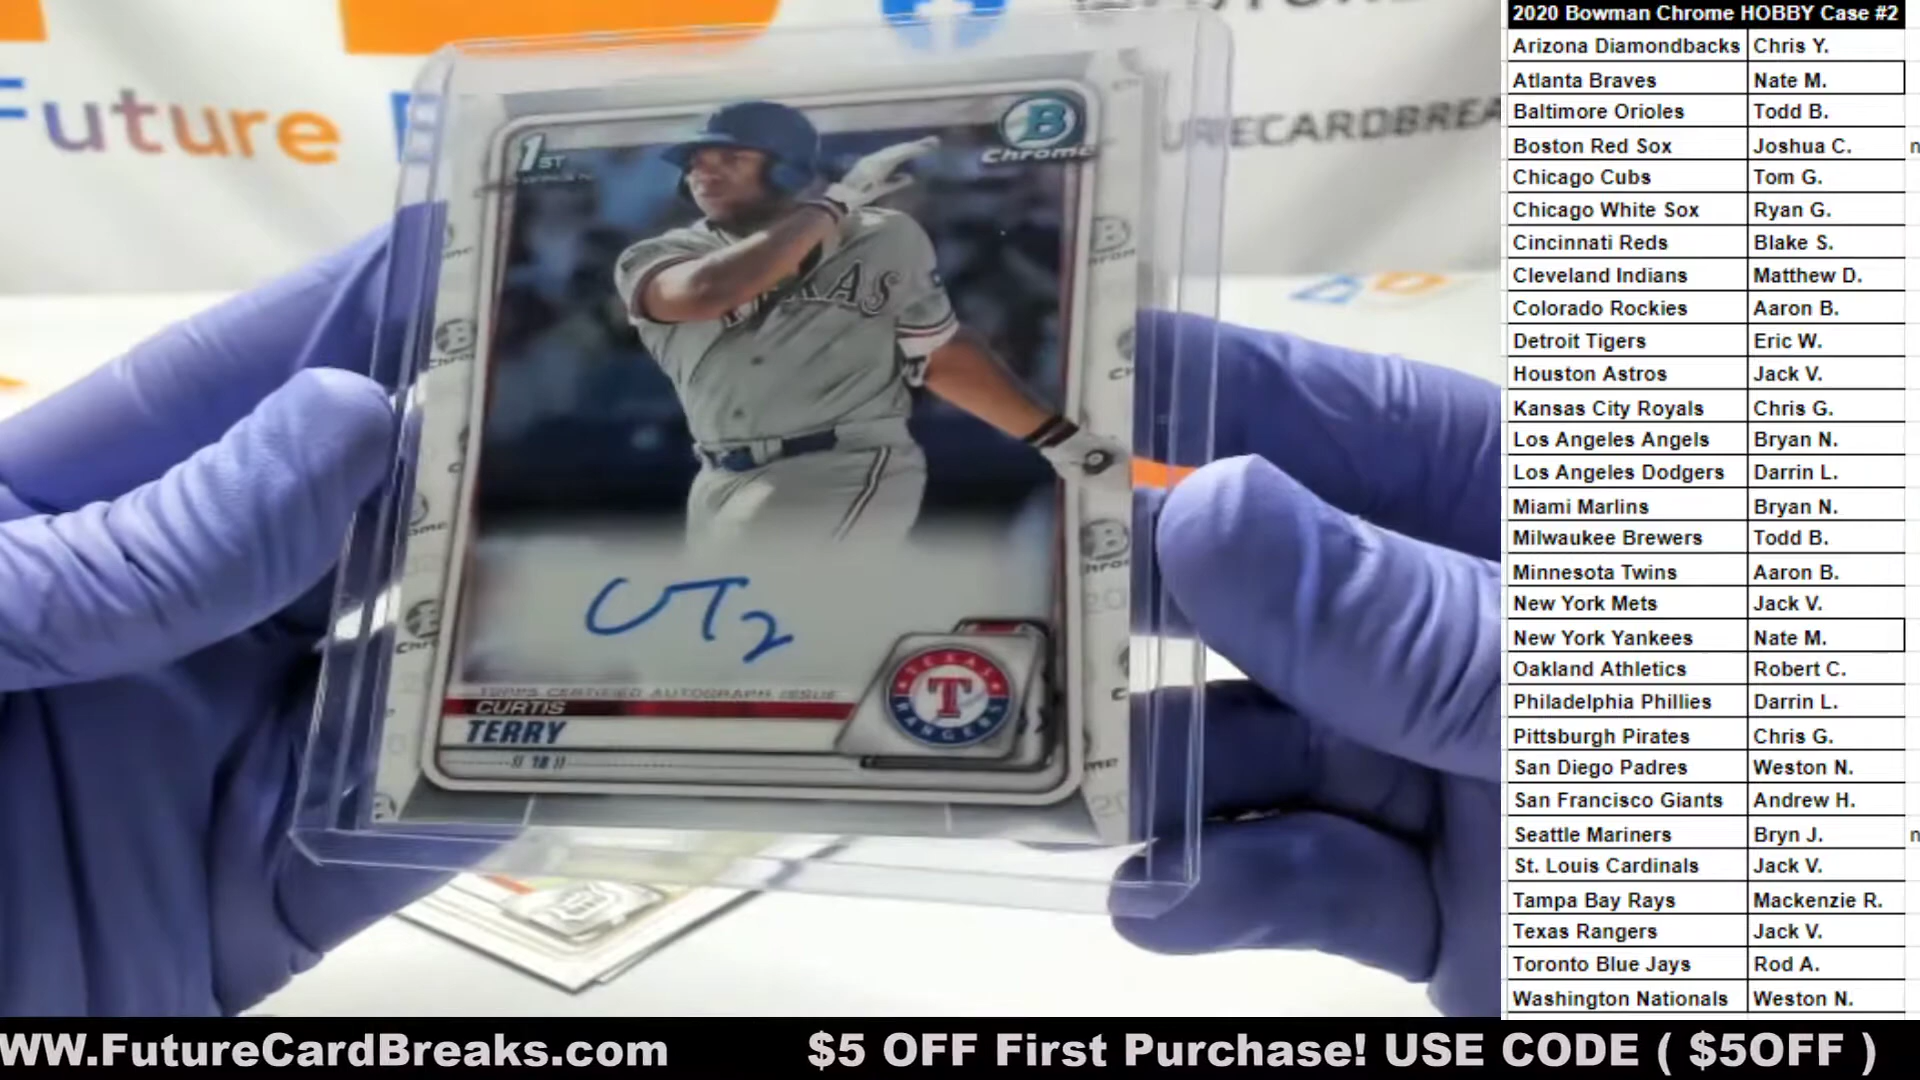 Future
URECARDBREA
1ST
B
Chrome
TEXAS
CT2
TOPPS CERTIFIED AUTOGRAPH ISSUE
CURTIS
TERRY
// 18 //
TEXAS
T
RANGERS
2020 Bowman Chrome HOBBY Case #2
Arizona Diamondbacks Chris Y.
Atlanta Braves Nate M.
Baltimore Orioles Todd B.
Boston Red Sox Joshua C. n
Chicago Cubs Tom G.
Chicago White Sox Ryan G.
Cincinnati Reds Blake S.
Cleveland Indians Matthew D.
Colorado Rockies Aaron B.
Detroit Tigers Eric W.
Houston Astros Jack V.
Kansas City Royals Chris G.
Los Angeles Angels Bryan N.
Los Angeles Dodgers Darrin L.
Miami Marlins Bryan N.
Milwaukee Brewers Todd B.
Minnesota Twins Aaron B.
New York Mets Jack V.
New York Yankees Nate M.
Oakland Athletics Robert C.
Philadelphia Phillies Darrin L.
Pittsburgh Pirates Chris G.
San Diego Padres Weston N.
San Francisco Giants Andrew H.
Seattle Mariners Bryn J. n
St. Louis Cardinals Jack V.
Tampa Bay Rays Mackenzie R.
Texas Rangers Jack V.
Toronto Blue Jays Rod A.
Washington Nationals Weston N.
WW.FutureCardBreaks.com $5 OFF First Purchase! USE CODE ( $5OFF )